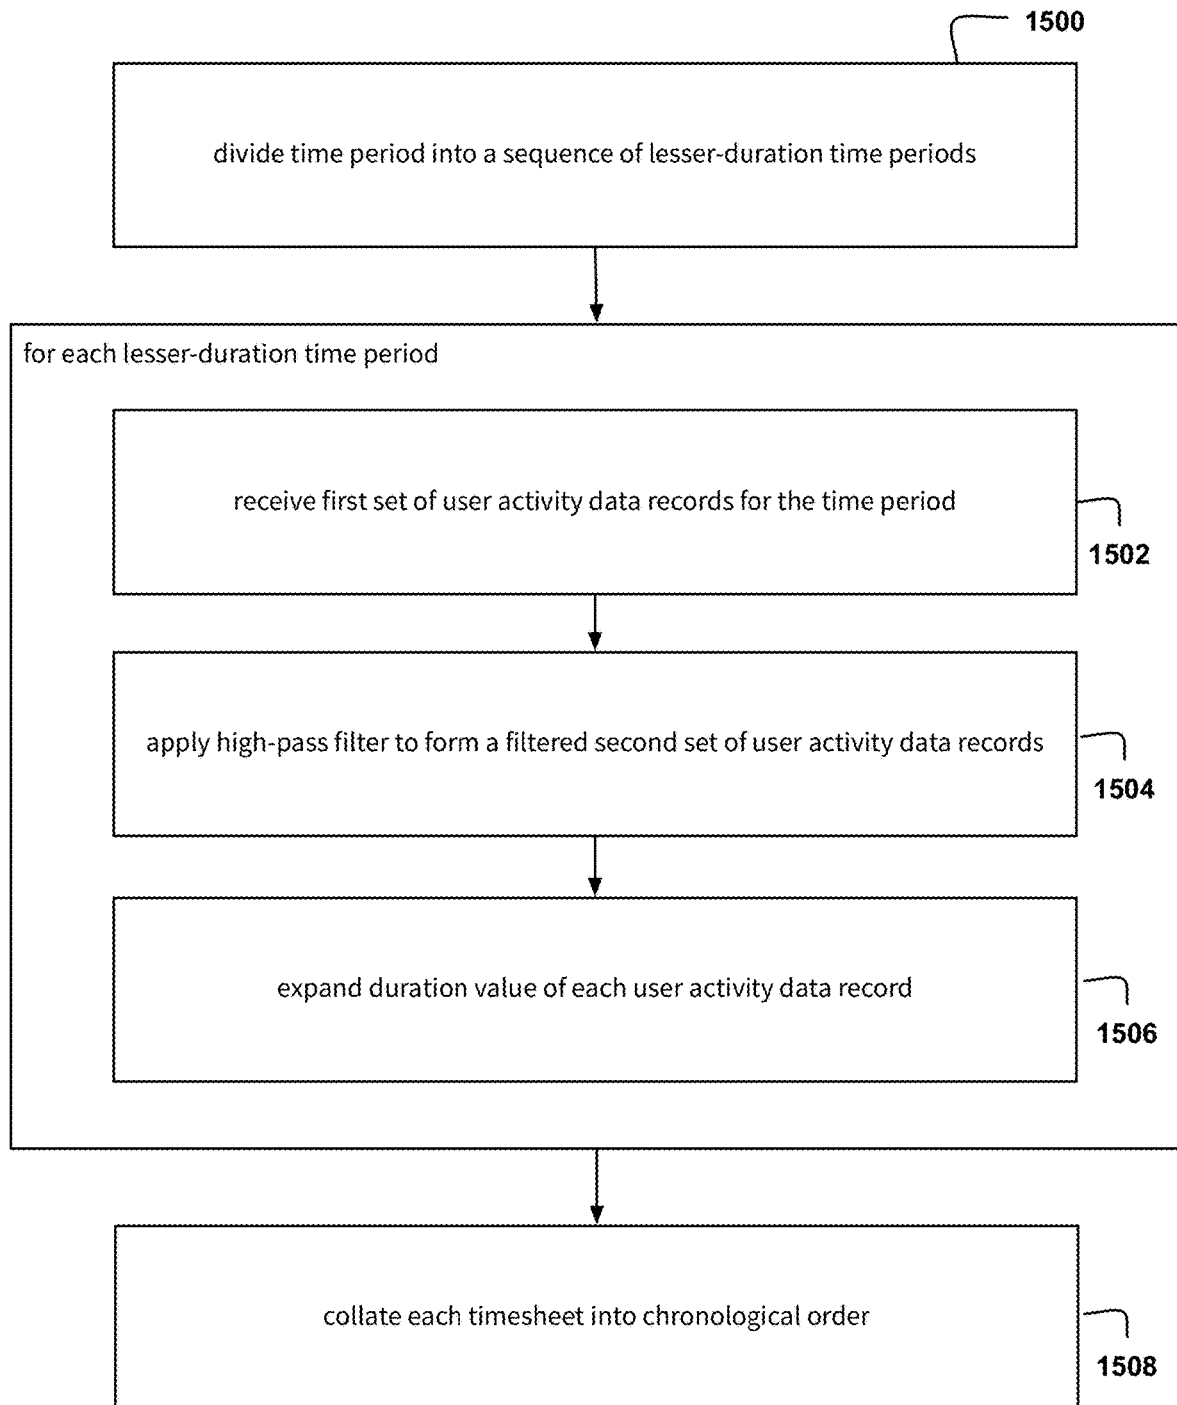 1500
divide time period into a sequence of lesser-duration time periods
for each lesser-duration time period
receive first set of user activity data records for the time period
1502
apply high-pass filter to form a filtered second set of user activity data records
1504
expand duration value of each user activity data record
1506
collate each timesheet into chronological order
1508